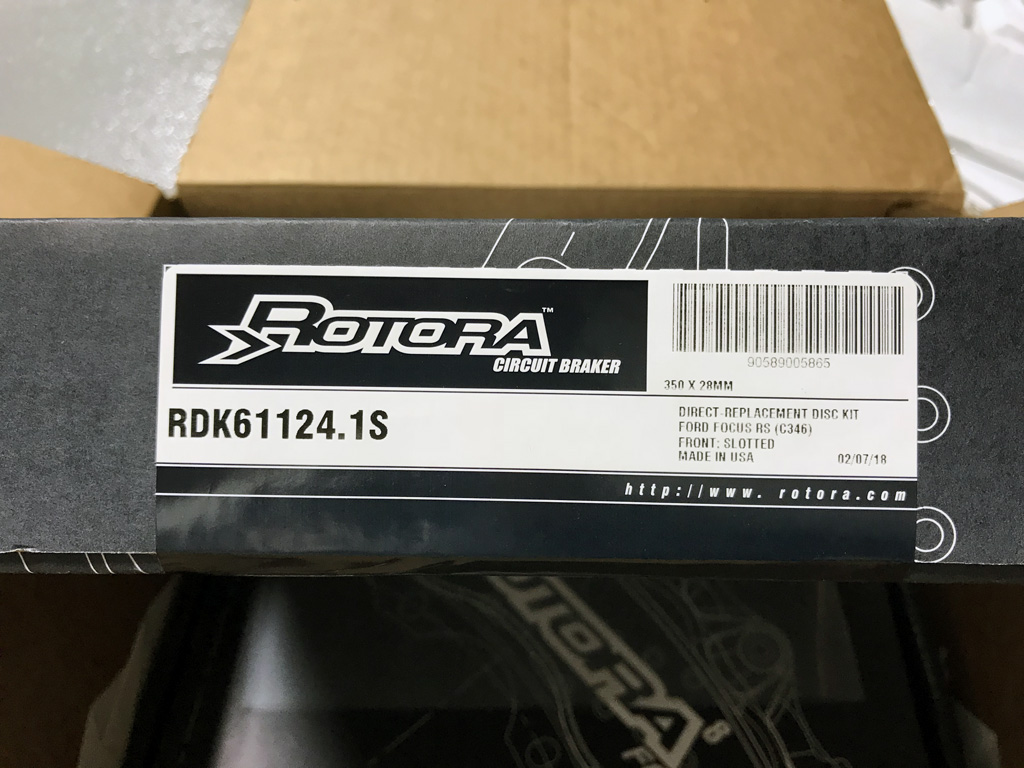 ROTORA™
CIRCUIT BRAKER
90589005865
350 X 28MM
RDK61124.1S
DIRECT-REPLACEMENT DISC KIT
FORD FOCUS RS (C346)
FRONT: SLOTTED
MADE IN USA
02/07/18
http://www. rotora.com
ROTORA